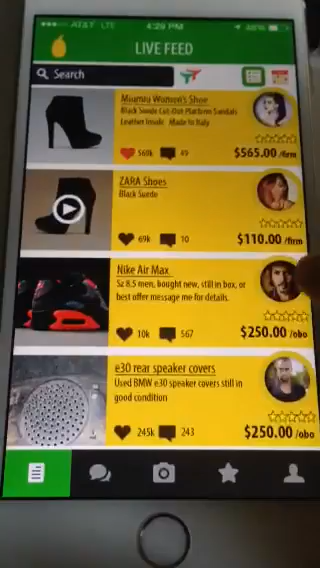 AT&T LTE 4:29 PM 46%
LIVE FEED
Search
Miumiu Women's Shoe
Black Suede Cut-Out Platform Sandals
Leather Insole Made In Italy
569k 49
$565.00 /firm
ZARA Shoes
Black Suede
69k 10
$110.00 /firm
Nike Air Max
Sz 8.5 men, bought new, still in box, or
best offer message me for details.
10k 567
$250.00 /obo
e30 rear speaker covers
Used BMW e30 speaker covers still in
good condition
245k 243
$250.00 /obo